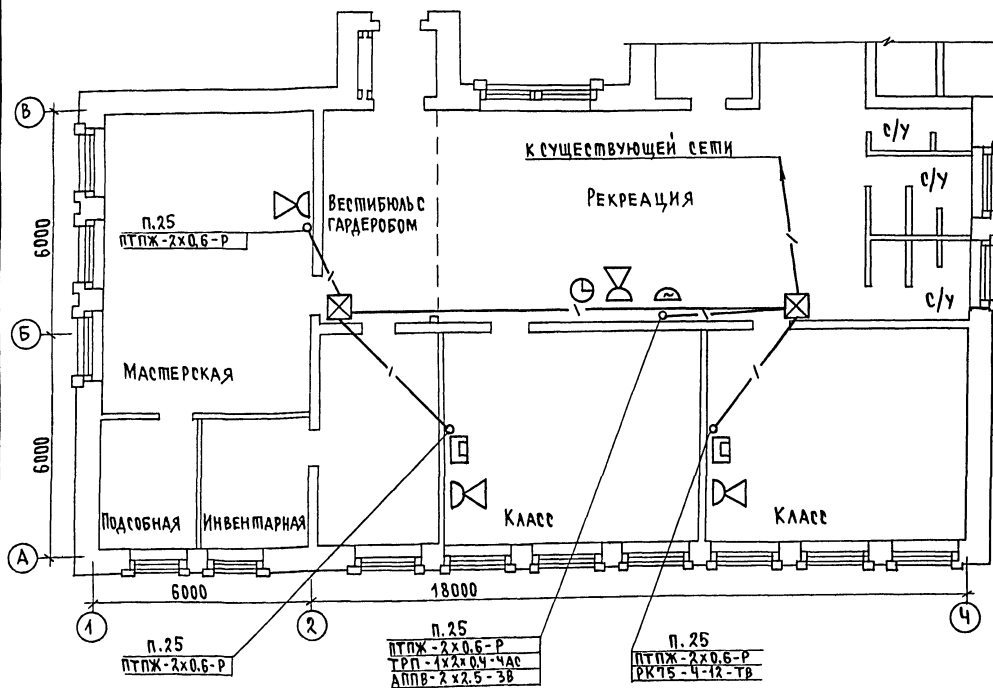 В
С/У
К СУЩЕСТВУЮЩЕЙ СЕТИ
С/У
РЕКРЕАЦИЯ
ВЕСТИБЮЛЬ С
ГАРДЕРОБОМ
П.25
ПТПЖ-2х0,6-Р
6000
С/У
Б
МАСТЕРСКАЯ
6000
ПОДСОБНАЯ
ИНВЕНТАРНАЯ
КЛАСС
КЛАСС
А
6000
18000
1
2
4
П.25
ПТПЖ-2х0.6-Р
П.25
ПТПЖ-2х0.6-Р
ТРП-1х2х0.4-ЧАС
АППВ-2х2.5-ЗВ
П.25
ПТПЖ-2х0.6-Р
РК75-4-12-ТВ